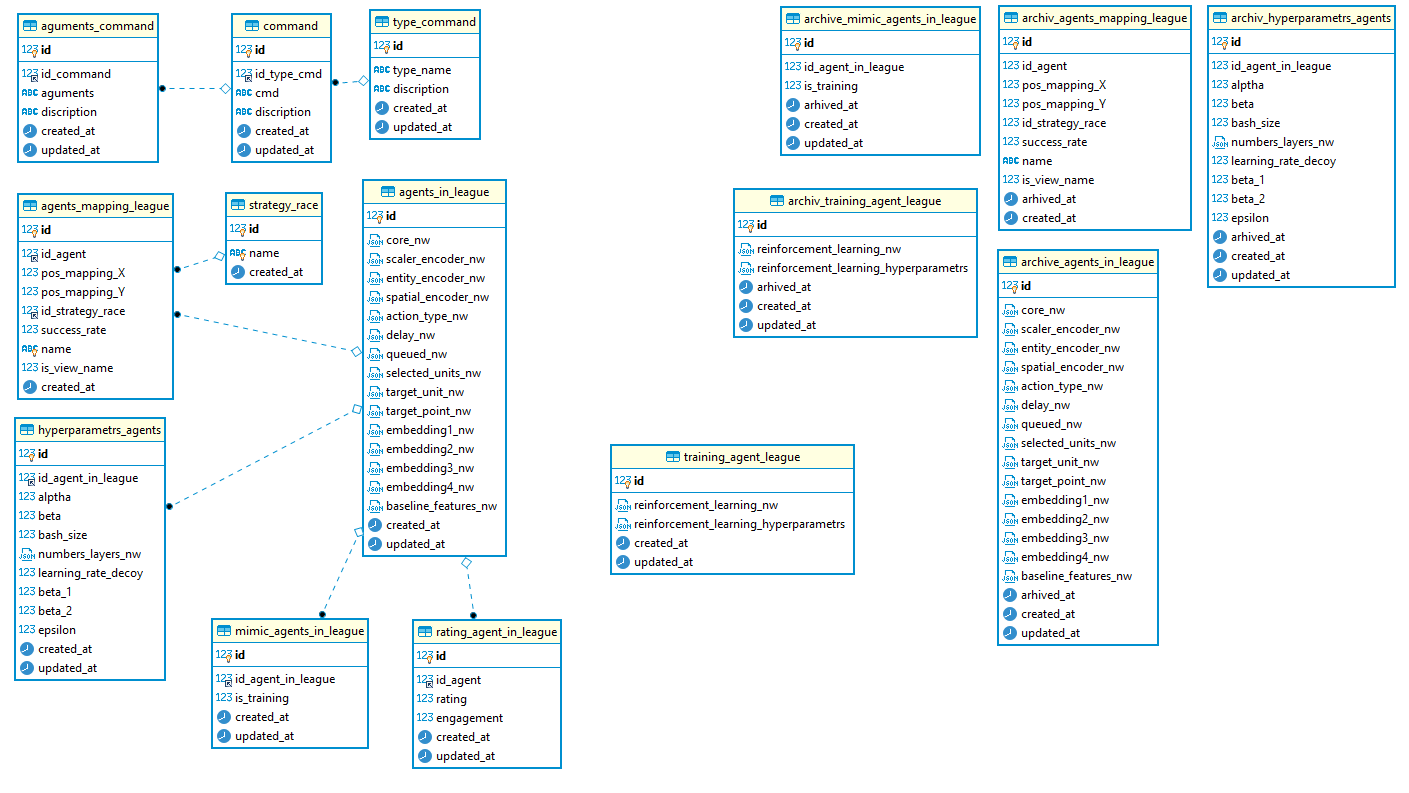 aguments_command
123 id
123 id_command
ABC aguments
ABC discription
created_at
updated_at
command
123 id
123 id_type_cmd
ABC cmd
ABC discription
created_at
updated_at
type_command
123 id
ABC type_name
ABC discription
created_at
updated_at
archive_mimic_agents_in_league
123 id
123 id_agent_in_league
123 is_training
arhived_at
created_at
updated_at
archiv_agents_mapping_league
123 id
123 id_agent
123 pos_mapping_X
123 pos_mapping_Y
123 id_strategy_race
123 success_rate
ABC name
123 is_view_name
arhived_at
created_at
archiv_hyperparametrs_agents
123 id
123 id_agent_in_league
123 alptha
123 beta
123 bash_size
JSON numbers_layers_nw
123 learning_rate_decoy
123 beta_1
123 beta_2
123 epsilon
arhived_at
created_at
updated_at
agents_mapping_league
123 id
123 id_agent
123 pos_mapping_X
123 pos_mapping_Y
123 id_strategy_race
123 success_rate
ABC name
123 is_view_name
created_at
strategy_race
123 id
ABC name
created_at
agents_in_league
123 id
JSON core_nw
JSON scaler_encoder_nw
JSON entity_encoder_nw
JSON spatial_encoder_nw
JSON action_type_nw
JSON delay_nw
JSON queued_nw
JSON selected_units_nw
JSON target_unit_nw
JSON target_point_nw
JSON embedding1_nw
JSON embedding2_nw
JSON embedding3_nw
JSON embedding4_nw
JSON baseline_features_nw
created_at
updated_at
archiv_training_agent_league
123 id
JSON reinforcement_learning_nw
JSON reinforcement_learning_hyperparametrs
arhived_at
created_at
updated_at
archive_agents_in_league
123 id
JSON core_nw
JSON scaler_encoder_nw
JSON entity_encoder_nw
JSON spatial_encoder_nw
JSON action_type_nw
JSON delay_nw
JSON queued_nw
JSON selected_units_nw
JSON target_unit_nw
JSON target_point_nw
JSON embedding1_nw
JSON embedding2_nw
JSON embedding3_nw
JSON embedding4_nw
JSON baseline_features_nw
arhived_at
created_at
updated_at
hyperparametrs_agents
123 id
123 id_agent_in_league
123 alptha
123 beta
123 bash_size
JSON numbers_layers_nw
123 learning_rate_decoy
123 beta_1
123 beta_2
123 epsilon
created_at
updated_at
training_agent_league
123 id
JSON reinforcement_learning_nw
JSON reinforcement_learning_hyperparametrs
created_at
updated_at
mimic_agents_in_league
123 id
123 id_agent_in_league
123 is_training
created_at
updated_at
rating_agent_in_league
123 id
123 id_agent
123 rating
123 engagement
created_at
updated_at